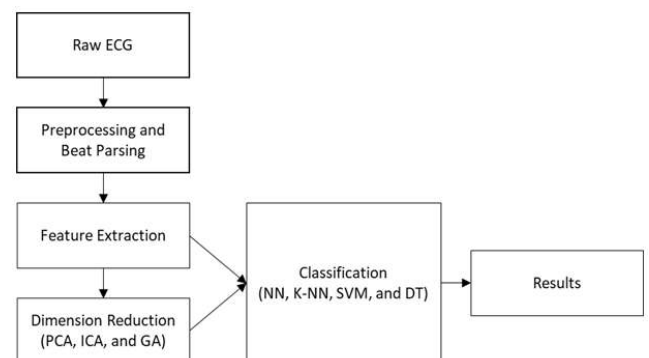 Raw ECG
Preprocessing and
Beat Parsing
Feature Extraction
Dimension Reduction
(PCA, ICA, and GA)
Classification
(NN, K-NN, SVM, and DT)
Results